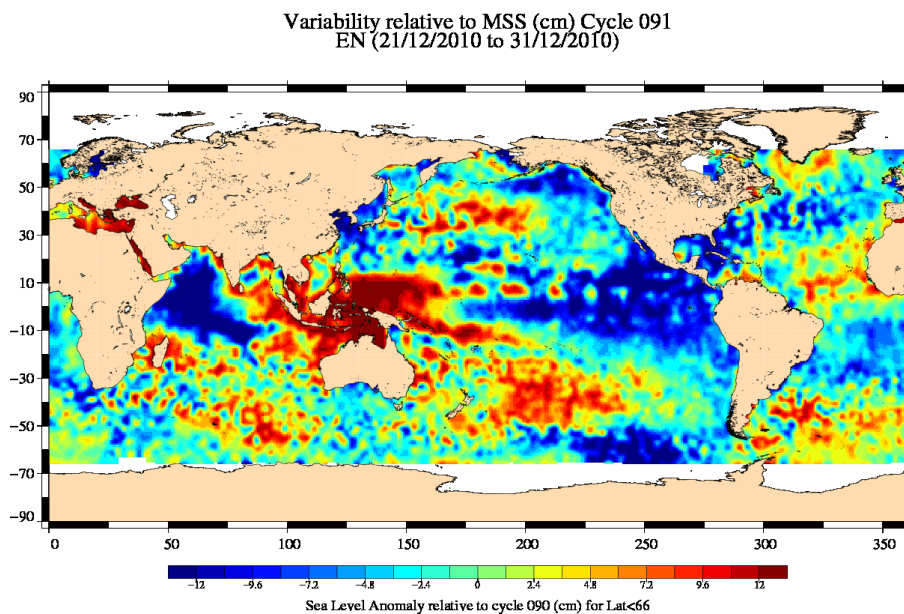 Variability relative to MSS (cm) Cycle 091
EN (21/12/2010 to 31/12/2010)
90
70
50
30
10
−10
−30
−50
−70
−90
0 50 100 150 200 250 300 350
−12 −9.6 −7.2 −4.8 −2.4 0 2.4 4.8 7.2 9.6 12
Sea Level Anomaly relative to cycle 090 (cm) for Lat<66